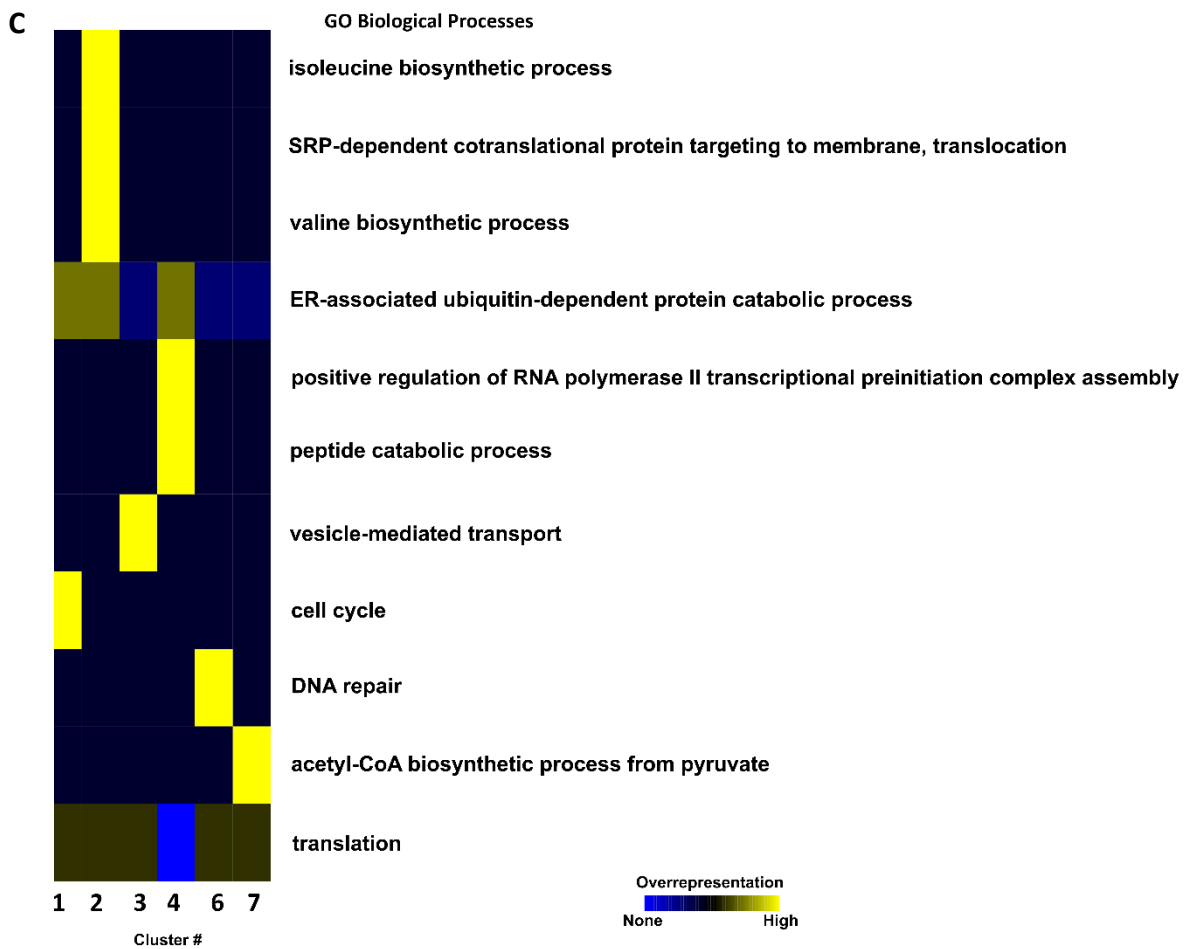 C
GO Biological Processes
isoleucine biosynthetic process
SRP-dependent cotranslational protein targeting to membrane, translocation
valine biosynthetic process
ER-associated ubiquitin-dependent protein catabolic process
positive regulation of RNA polymerase II transcriptional preinitiation complex assembly
peptide catabolic process
vesicle-mediated transport
cell cycle
DNA repair
acetyl-CoA biosynthetic process from pyruvate
translation
1 2 3 4 6 7
Cluster #
Overrepresentation
None High